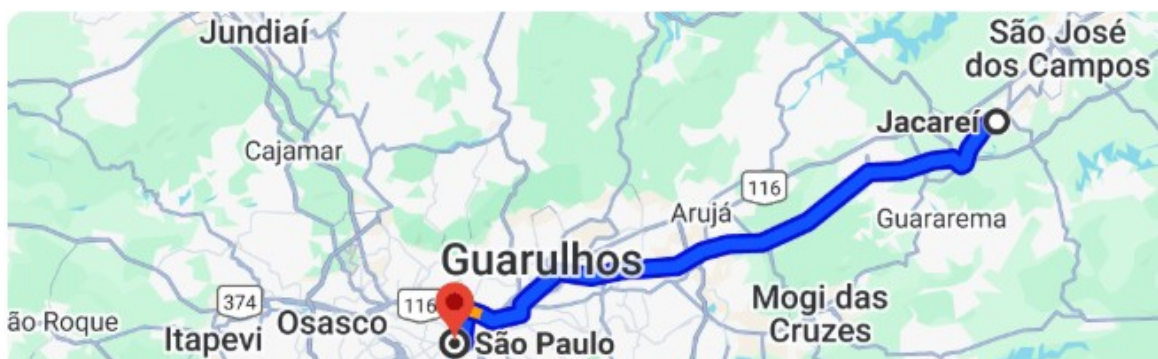 Jundiaí
São José
dos Campos
Jacareí
Cajamar
116
Arujá
Guararema
Guarulhos
374
116
Mogi das
Cruzes
ão Roque
Itapevi
Osasco
São Paulo